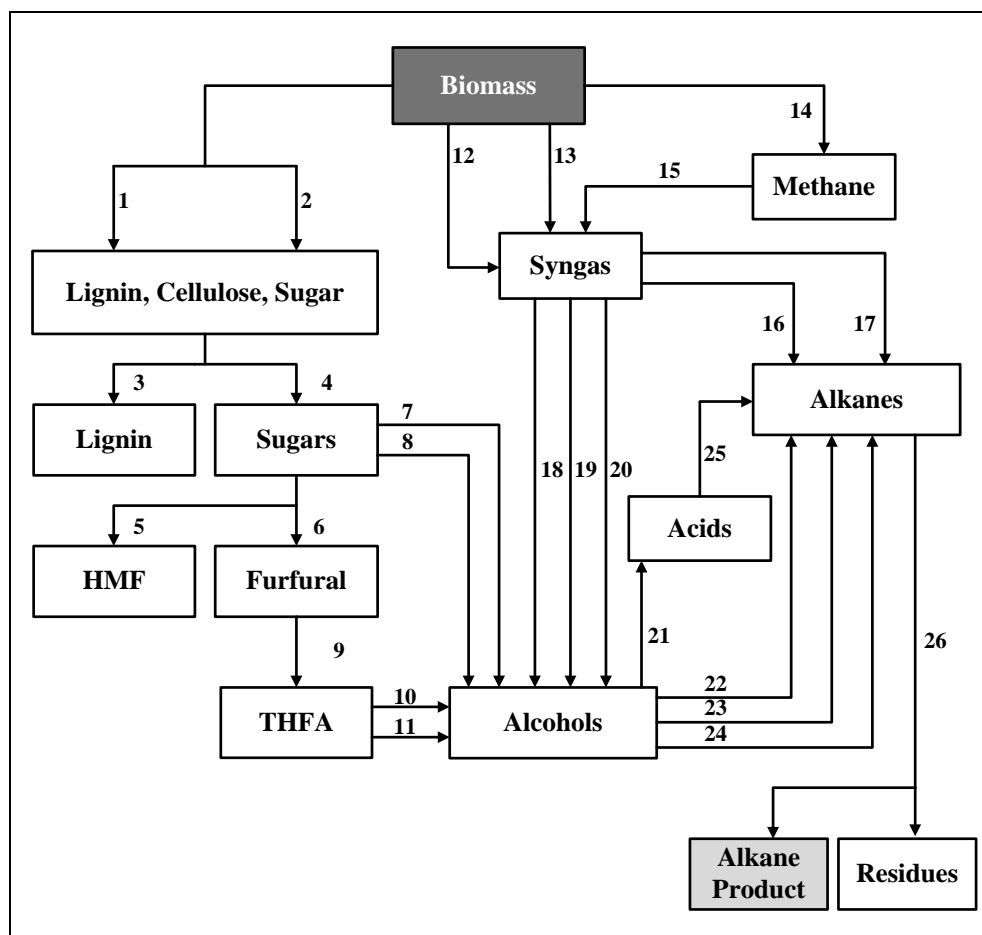 Biomass
14
12
13
15
Methane
1
2
Syngas
Lignin, Cellulose, Sugar
16
17
3
4
7
Alkanes
Lignin
Sugars
8
25
18
19
20
5
6
Acids
HMF
Furfural
21
26
9
22
10
THFA
Alcohols
23
11
24
Alkane
Product
Residues